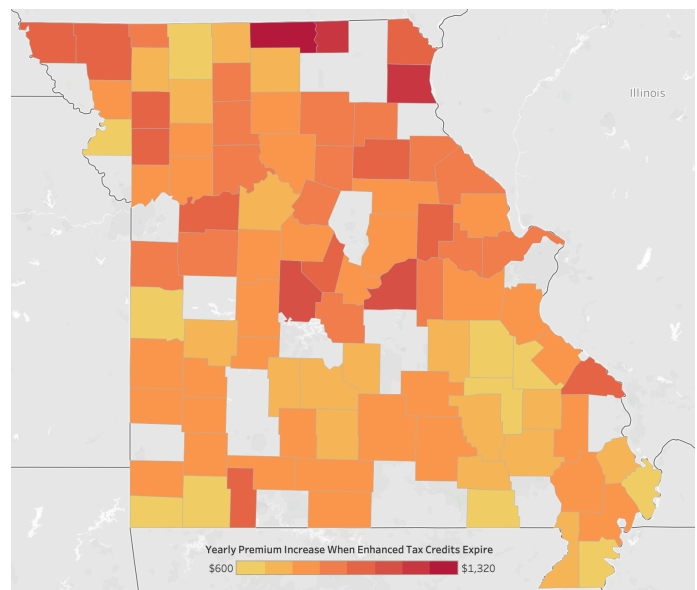 Illinois
Yearly Premium Increase When Enhanced Tax Credits Expire
$600 $1,320